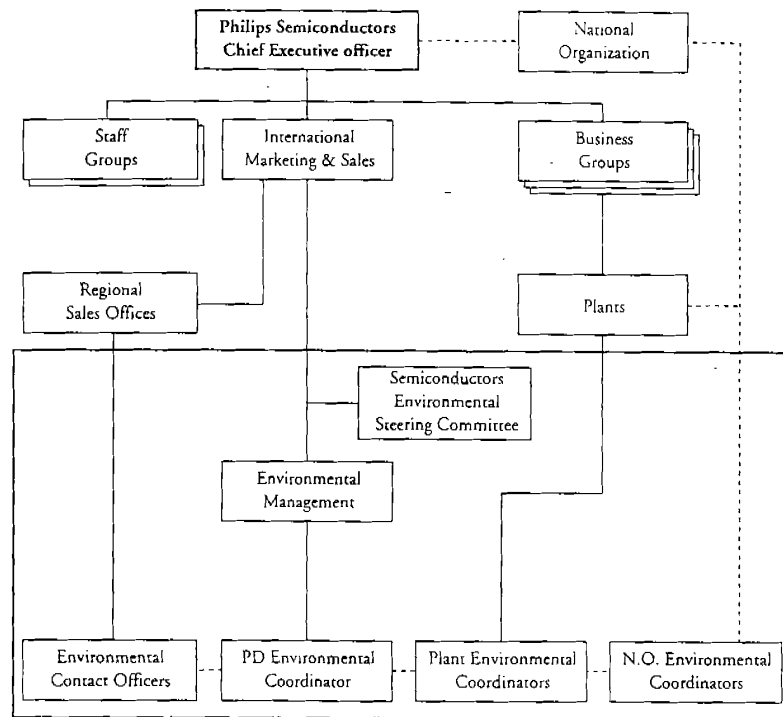 Philips Semiconductors
Chief Executive officer
National
Organization
Staff
Groups
International
Marketing & Sales
Business
Groups
Regional
Sales Offices
Plants
Semiconductors
Environmental
Steering Committee
Environmental
Management
Environmental
Contact Officers
PD Environmental
Coordinator
Plant Environmental
Coordinators
N.O. Environmental
Coordinators